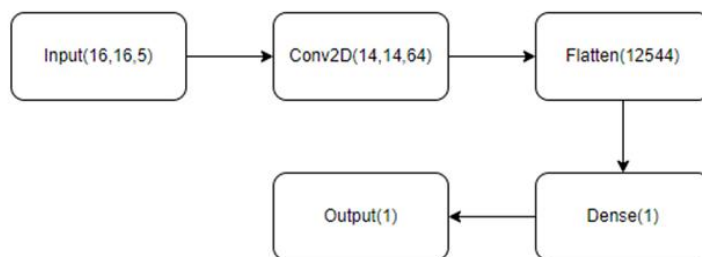 Input(16,16,5)
Conv2D(14,14,64)
Flatten(12544)
Dense(1)
Output(1)